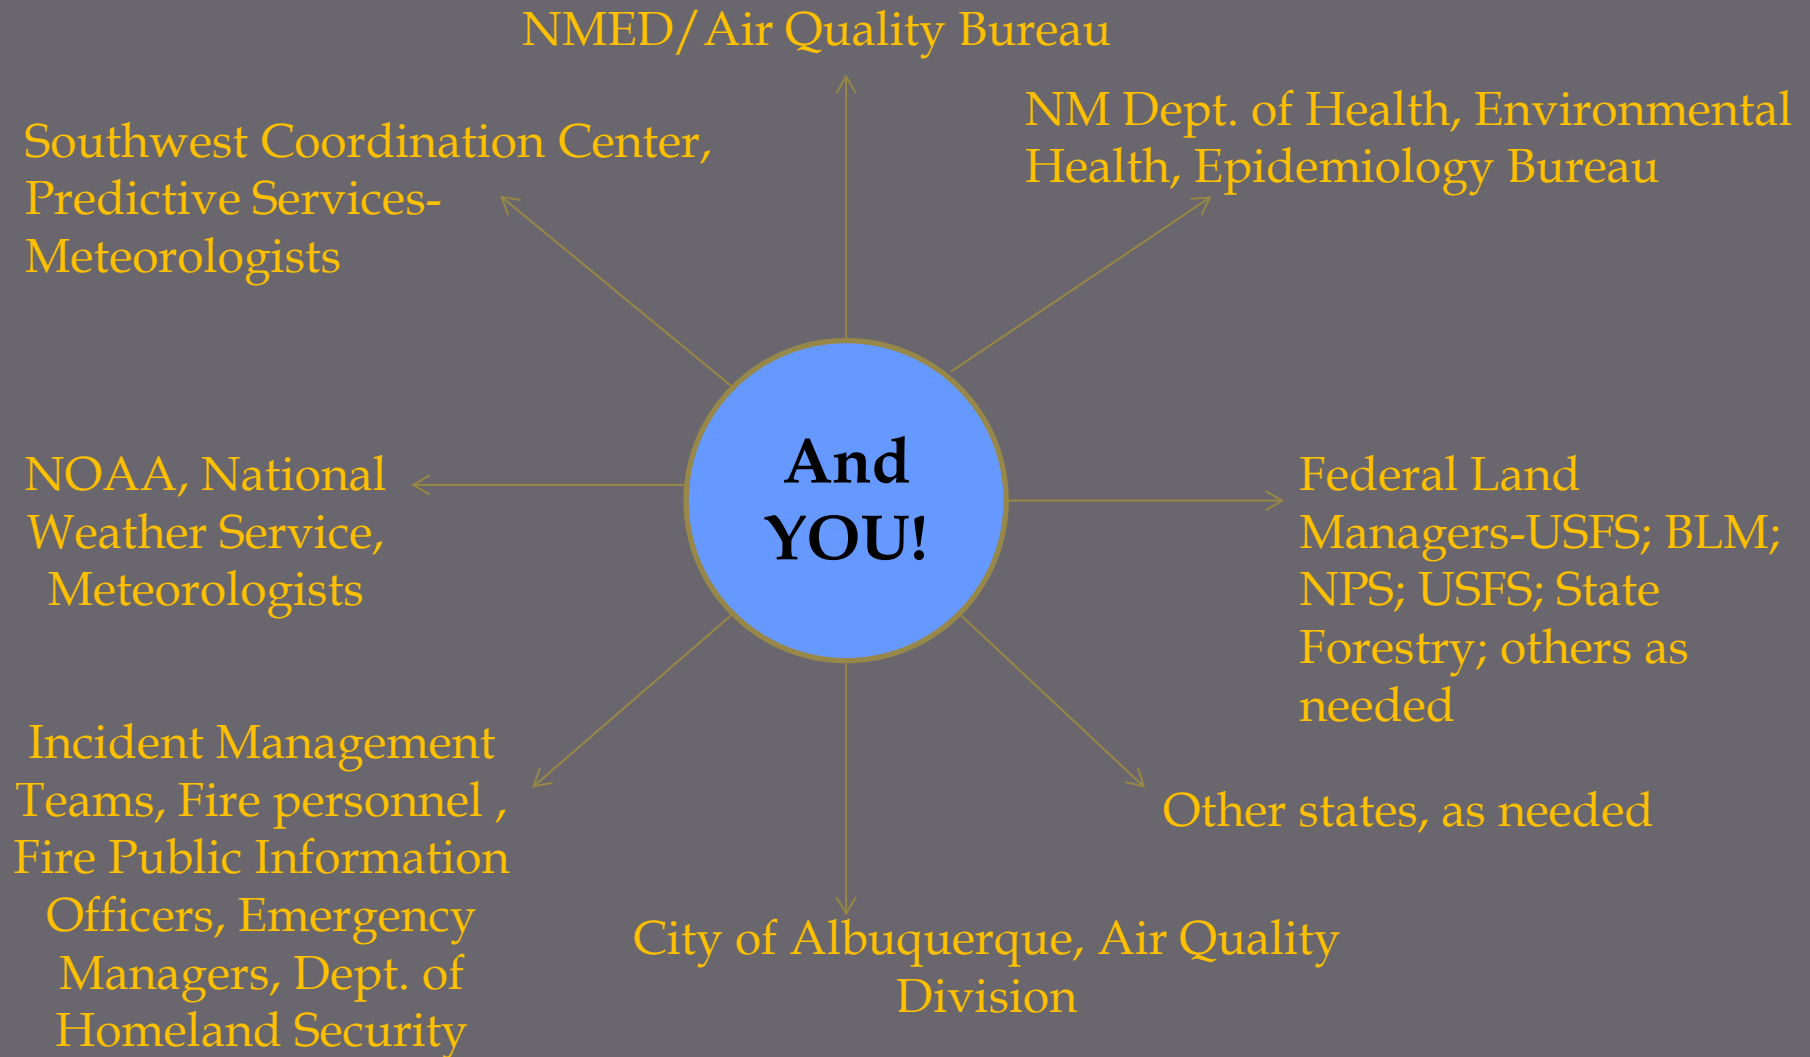 NMED/Air Quality Bureau
Southwest Coordination Center,
Predictive Services-
Meteorologists
NM Dept. of Health, Environmental
Health, Epidemiology Bureau
And
YOU!
NOAA, National
Weather Service,
Meteorologists
Federal Land
Managers-USFS; BLM;
NPS; USFS; State
Forestry; others as
needed
Incident Management
Teams, Fire personnel ,
Fire Public Information
Officers, Emergency
Managers, Dept. of
Homeland Security
Other states, as needed
City of Albuquerque, Air Quality
Division